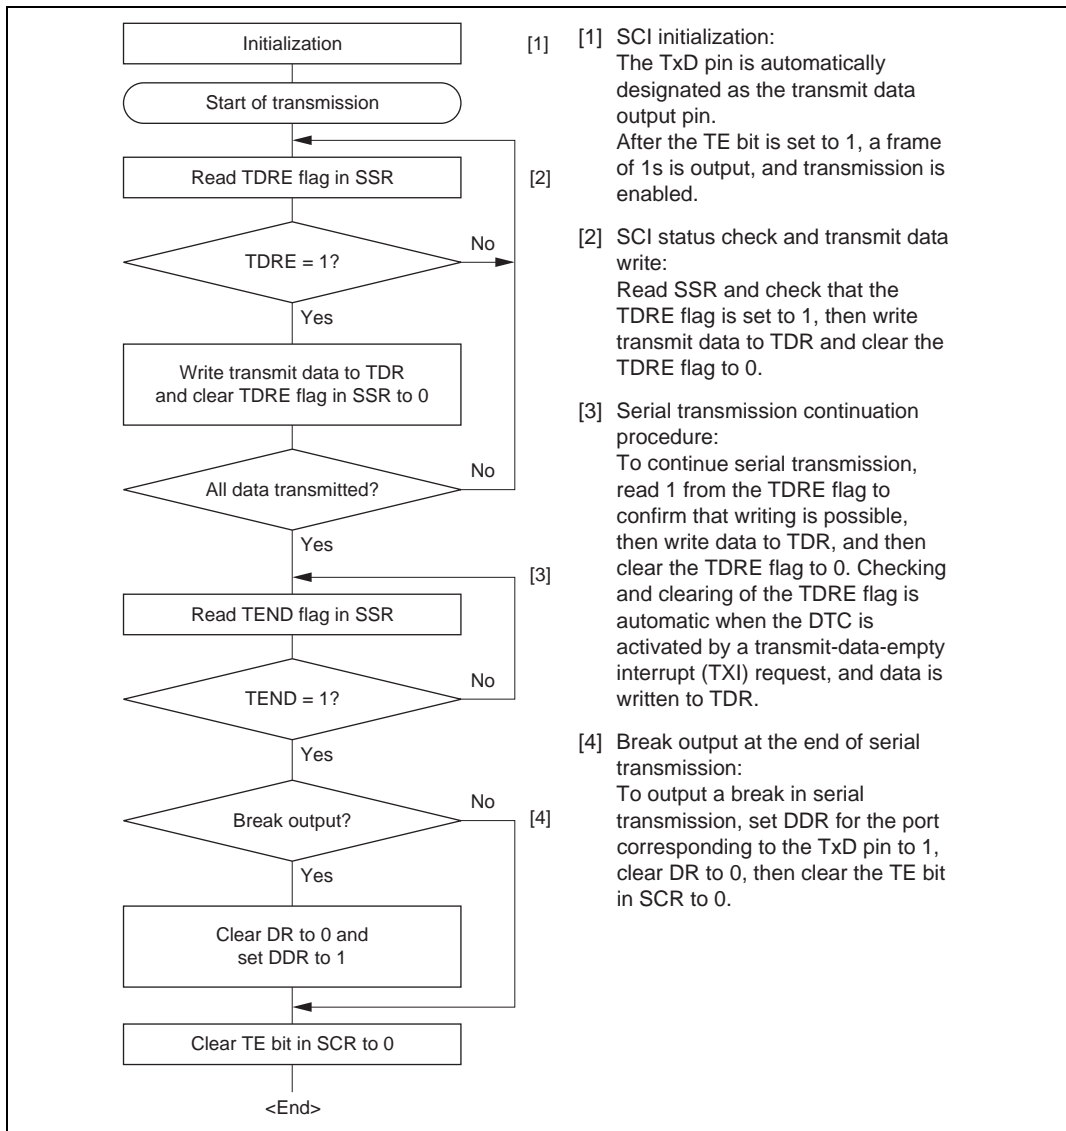 Initialization
[1]
Start of transmission
Read TDRE flag in SSR
[2]
TDRE = 1?
No
Yes
Write transmit data to TDR
and clear TDRE flag in SSR to 0
All data transmitted?
No
Yes
[3]
Read TEND flag in SSR
TEND = 1?
No
Yes
Break output?
No
[4]
Yes
Clear DR to 0 and
set DDR to 1
Clear TE bit in SCR to 0
<End>
[1] SCI initialization:
The TxD pin is automatically
designated as the transmit data
output pin.
After the TE bit is set to 1, a frame
of 1s is output, and transmission is
enabled.
[2] SCI status check and transmit data
write:
Read SSR and check that the
TDRE flag is set to 1, then write
transmit data to TDR and clear the
TDRE flag to 0.
[3] Serial transmission continuation
procedure:
To continue serial transmission,
read 1 from the TDRE flag to
confirm that writing is possible,
then write data to TDR, and then
clear the TDRE flag to 0. Checking
and clearing of the TDRE flag is
automatic when the DTC is
activated by a transmit-data-empty
interrupt (TXI) request, and data is
written to TDR.
[4] Break output at the end of serial
transmission:
To output a break in serial
transmission, set DDR for the port
corresponding to the TxD pin to 1,
clear DR to 0, then clear the TE bit
in SCR to 0.